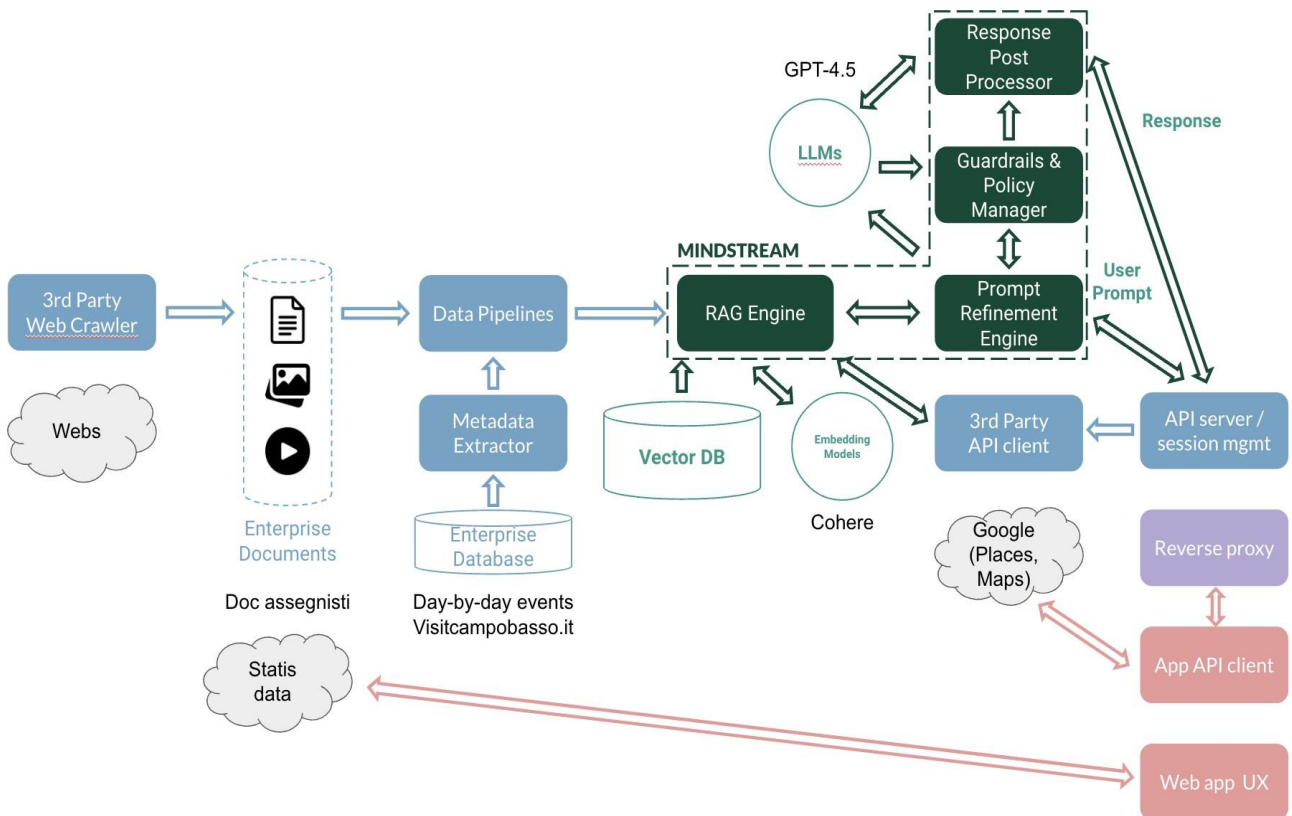 Response
Post
Processor
GPT-4.5
Response
LLMs
Guardrails &
Policy
Manager
MINDSTREAM
User
Prompt
3rd Party
Web Crawler
Data Pipelines
RAG Engine
Prompt
Refinement
Engine
Webs
Metadata
Extractor
Vector DB
Embedding
Models
3rd Party
API client
API server /
session mgmt
Enterprise
Documents
Enterprise
Database
Cohere
Google
(Places,
Maps)
Reverse proxy
Doc assegnisti
Day-by-day events
Visitcampobasso.it
Statis
data
App API client
Web app UX